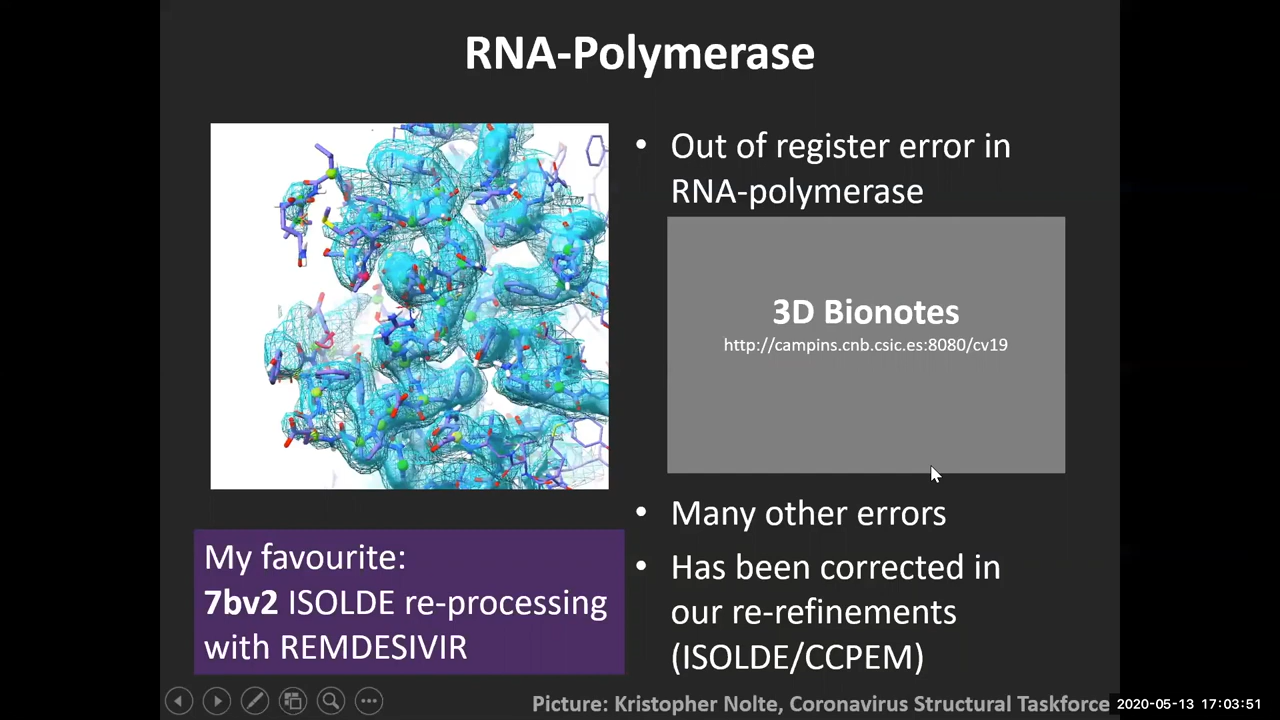 RNA-Polymerase
• Out of register error in
RNA-polymerase
3D Bionotes
http://campins.cnb.csic.es:8080/cv19
• Many other errors
• Has been corrected in
our re-refinements
(ISOLDE/CCPEM)
My favourite:
7bv2 ISOLDE re-processing
with REMDESIVIR
Picture: Kristopher Nolte, Coronavirus Structural Taskforce
2020-05-13 17:03:51